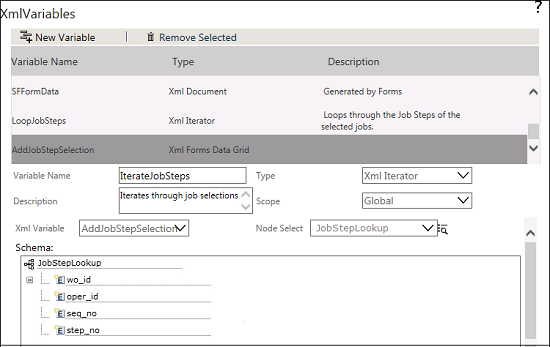 XmlVariables
?
New Variable | Remove Selected
Variable Name Type Description
SFFormData Xml Document Generated by Forms
LoopJobSteps Xml Iterator Loops through the Job Steps of the
selected jobs.
AddJobStepSelection Xml Forms Data Grid
Variable Name IterateJobSteps Type Xml Iterator
Description Iterates through job selections Scope Global
Xml Variable AddJobStepSelection Node Select JobStepLookup
Schema:
JobStepLookup
E wo_id
E oper_id
E seq_no
E step_no